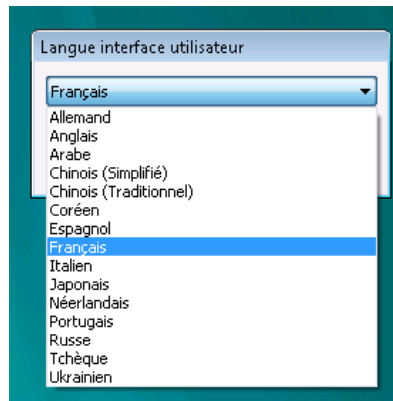 Langue interface utilisateur
Français
Allemand
Anglais
Arabe
Chinois (Simplifié)
Chinois (Traditionnel)
Coréen
Espagnol
Français
Italien
Japonais
Néerlandais
Portugais
Russe
Tchèque
Ukrainien